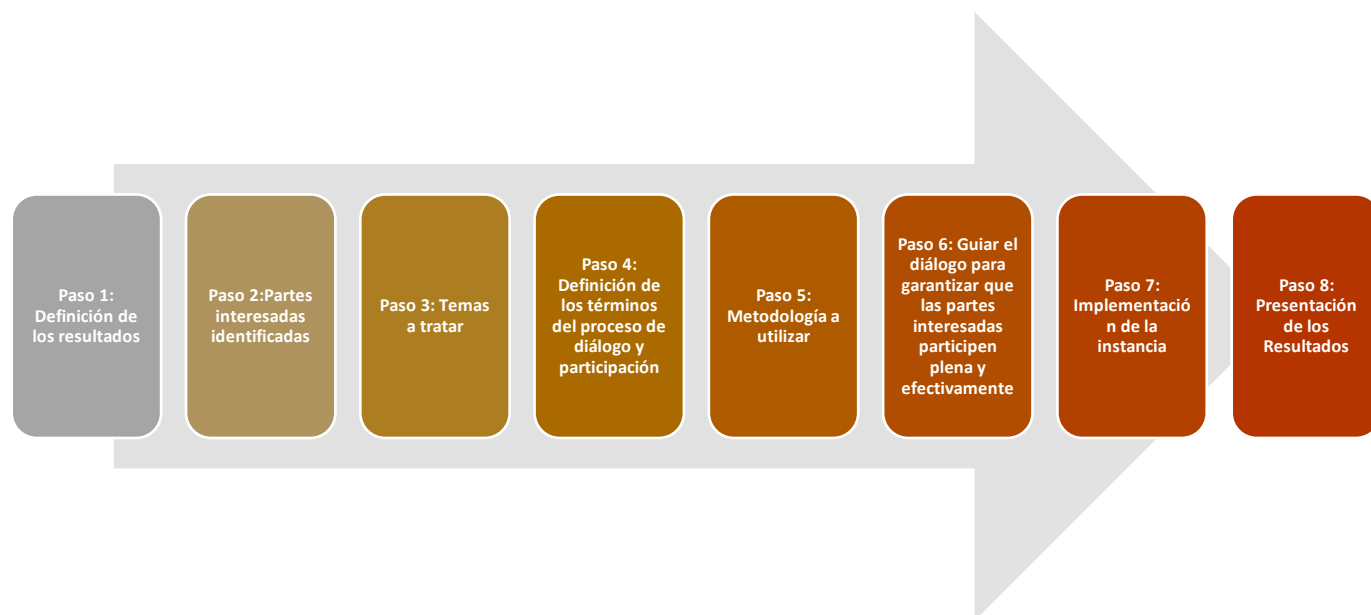 Paso 1:
Definición de
los resultados
Paso 2:Partes
interesadas
identificadas
Paso 3: Temas
a tratar
Paso 4:
Definición de
los términos
del proceso de
diálogo y
participación
Paso 5:
Metodología a
utilizar
Paso 6: Guiar el
diálogo para
garantizar que
las partes
interesadas
participen
plena y
efectivamente
Paso 7:
Implementació
n de la
instancia
Paso 8:
Presentación
de los
Resultados